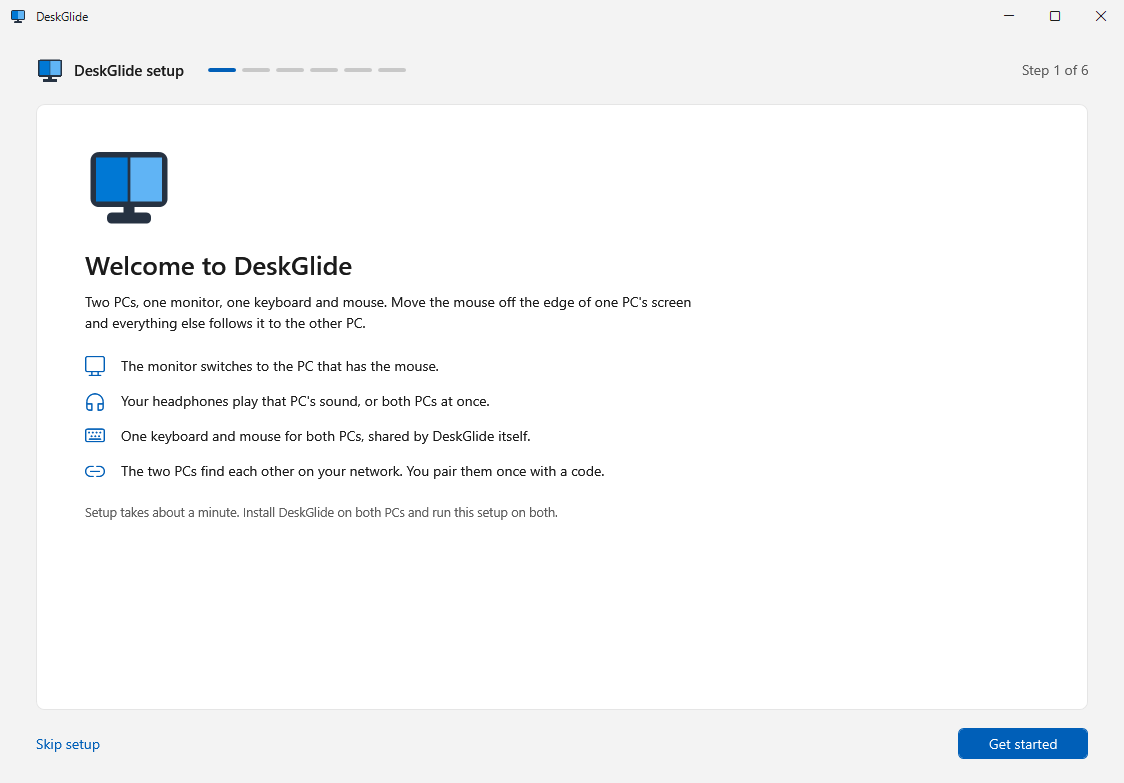 DeskGlide
DeskGlide setup
Step 1 of 6
Welcome to DeskGlide
Two PCs, one monitor, one keyboard and mouse. Move the mouse off the edge of one PC's screen
and everything else follows it to the other PC.
The monitor switches to the PC that has the mouse.
Your headphones play that PC's sound, or both PCs at once.
One keyboard and mouse for both PCs, shared by DeskGlide itself.
The two PCs find each other on your network. You pair them once with a code.
Setup takes about a minute. Install DeskGlide on both PCs and run this setup on both.
Skip setup
Get started